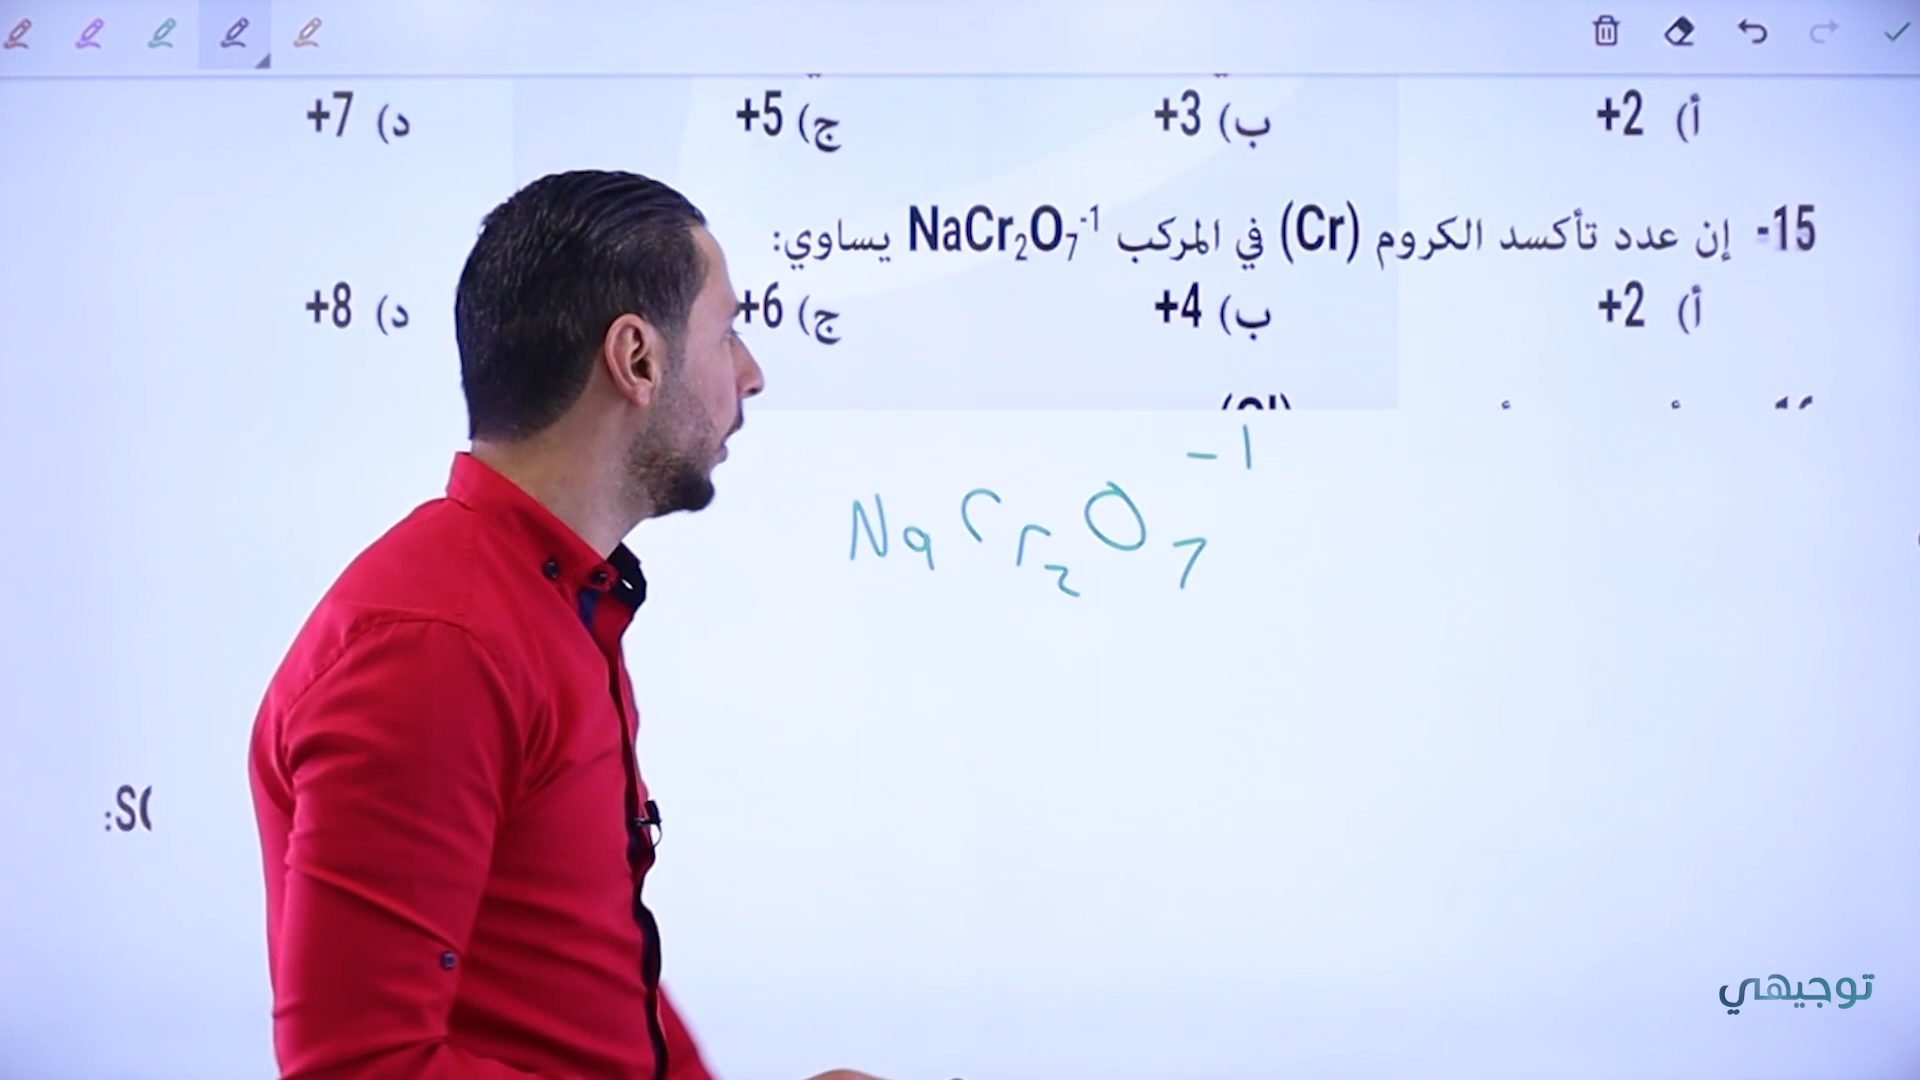 أ) +2 ب) +3 ج) +5 د) +7
15- إن عدد تأكسد الكروم (Cr) في المركب NaCr₂O₇⁻¹ يساوي:
أ) +2 ب) +4 ج) +6 د) +8
NaCr₂O₇⁻¹
توجيهي